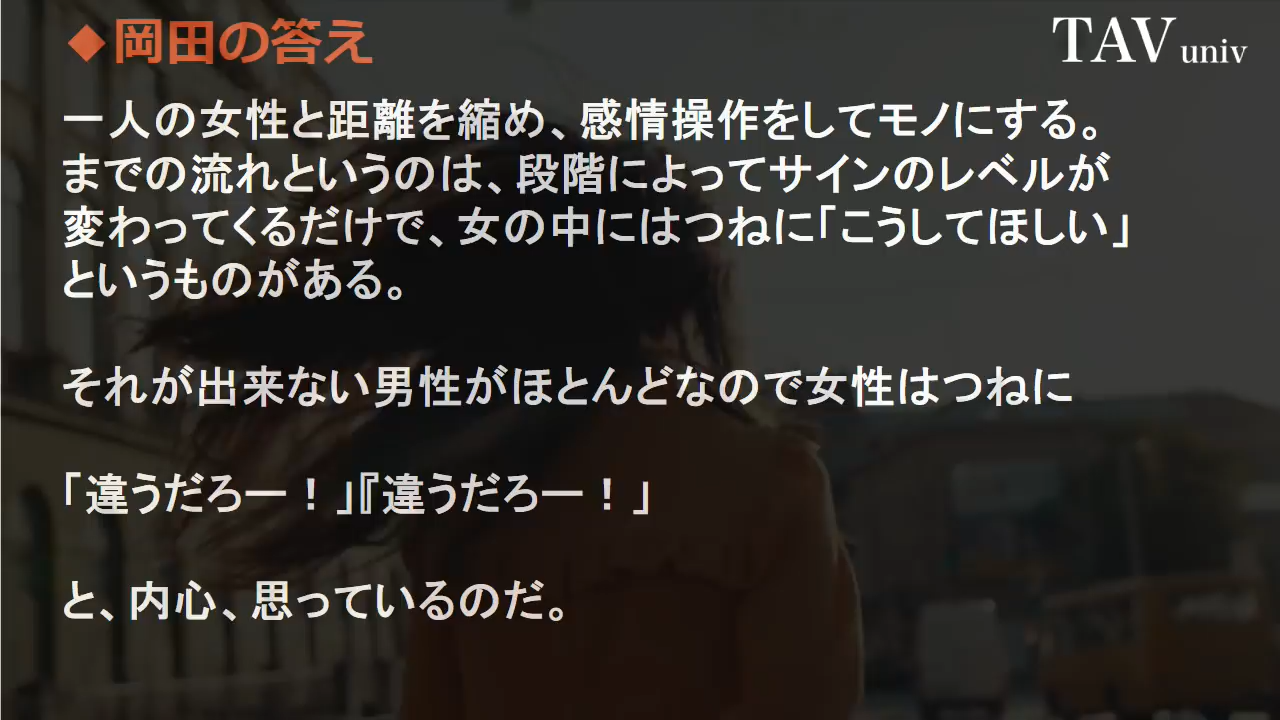 ◆岡田の答え
TAV univ
一人の女性と距離を縮め、感情操作をしてモノにする。
までの流れというのは、段階によってサインのレベルが
変わってくるだけで、女の中にはつねに「こうしてほしい」
というものがある。
それが出来ない男性がほとんどなので女性はつねに
「違うだろー！」『違うだろー！」
と、内心、思っているのだ。